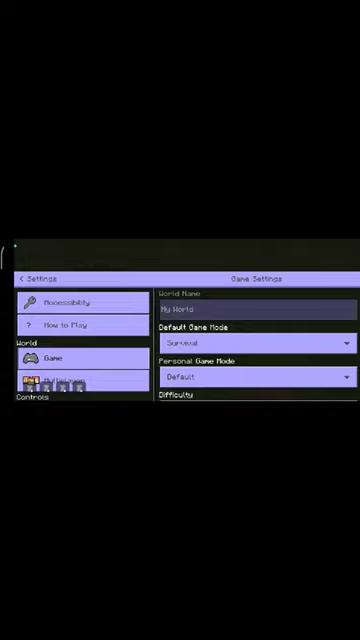 < Settings
Game Settings
Accessibility
? How to Play
World
Game
Multiplayer
Controls
World Name
My World
Default Game Mode
Survival
Personal Game Mode
Default
Difficulty